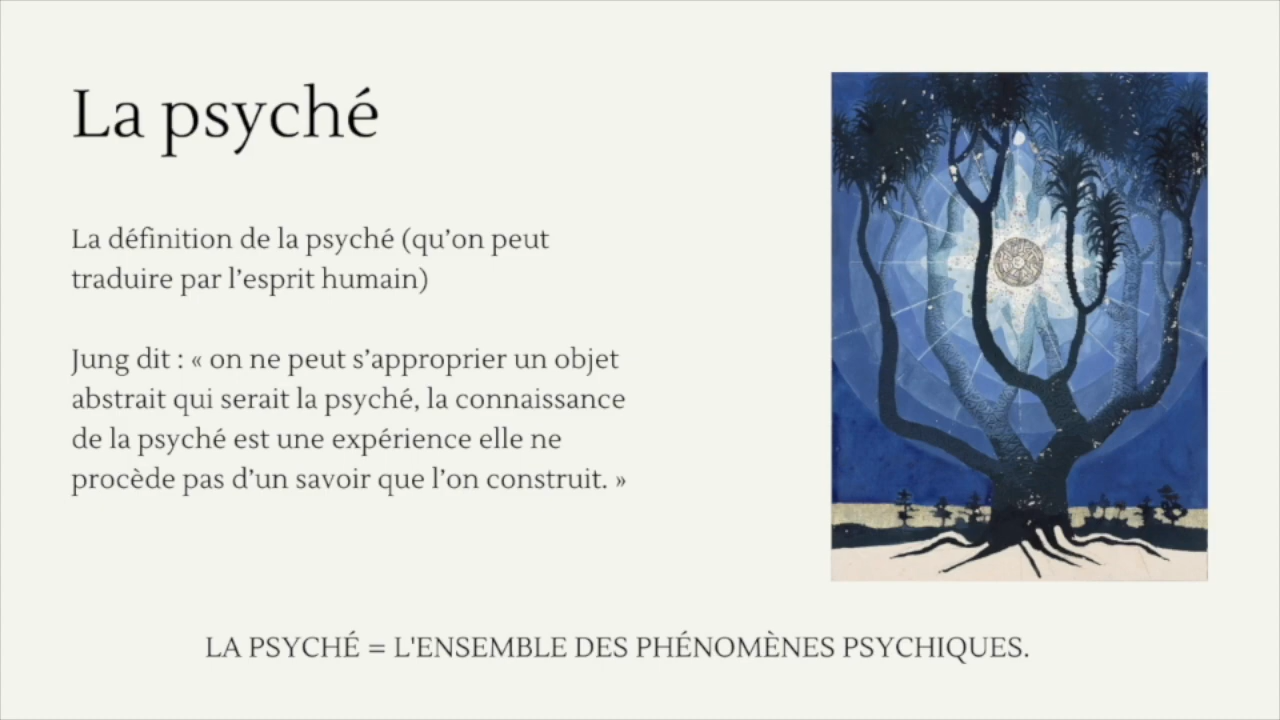 La psyché
La définition de la psyché (qu’on peut
traduire par l’esprit humain)
Jung dit : « on ne peut s’approprier un objet
abstrait qui serait la psyché, la connaissance
de la psyché est une expérience elle ne
procède pas d’un savoir que l’on construit. »
LA PSYCHÉ = L'ENSEMBLE DES PHÉNOMÈNES PSYCHIQUES.